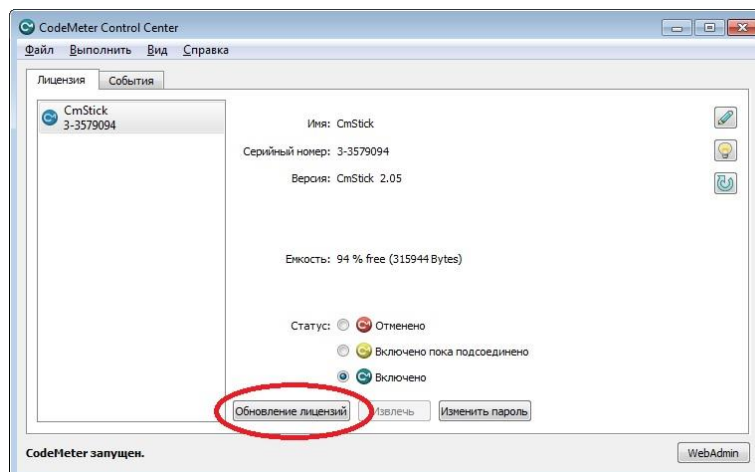 CodeMeter Control Center
Файл Выполнить Вид Справка
Лицензия События
CmStick
3-3579094
Имя: CmStick
Серийный номер: 3-3579094
Версия: CmStick 2.05
Емкость: 94 % free (315944 Bytes)
Статус: Отменено
Включено пока подсоединено
Включено
Обновление лицензий Извлечь Изменить пароль
CodeMeter запущен. WebAdmin